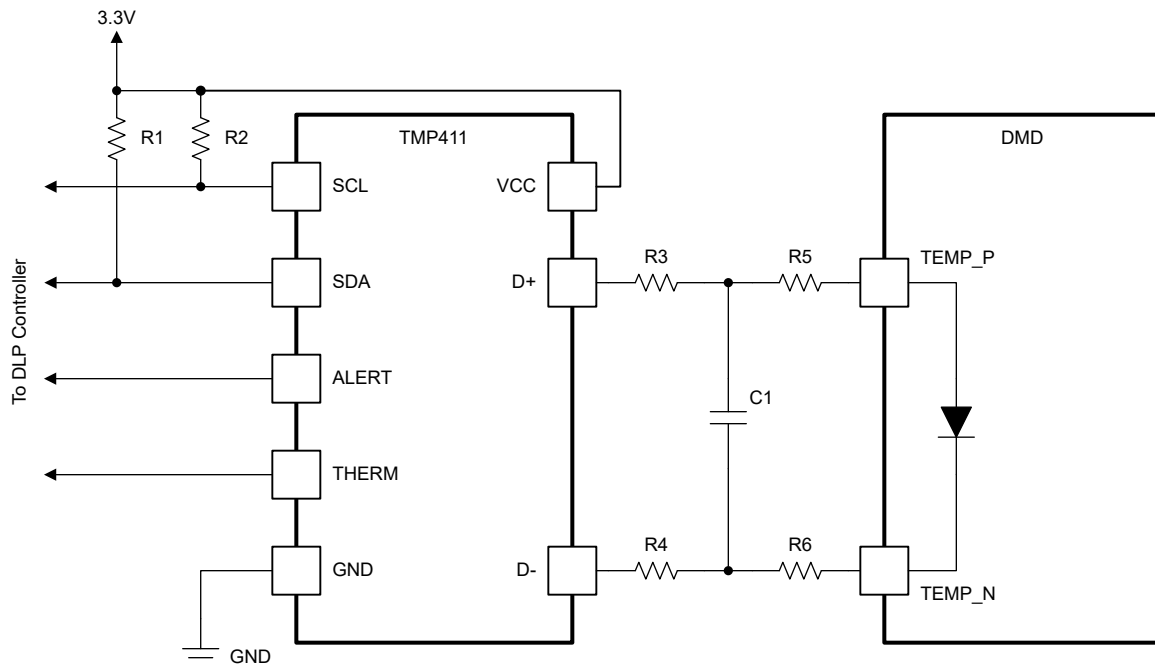 3.3V
R1
R2
TMP411
DMD
SCL
VCC
SDA
D+
R3
R5
TEMP_P
To DLP Controller
ALERT
C1
THERM
GND
D-
R4
R6
TEMP_N
GND